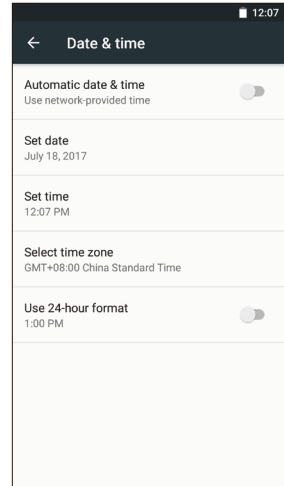 12:07
Date & time
Automatic date & time
Use network-provided time
Set date
July 18, 2017
Set time
12:07 PM
Select time zone
GMT+08:00 China Standard Time
Use 24-hour format
1:00 PM